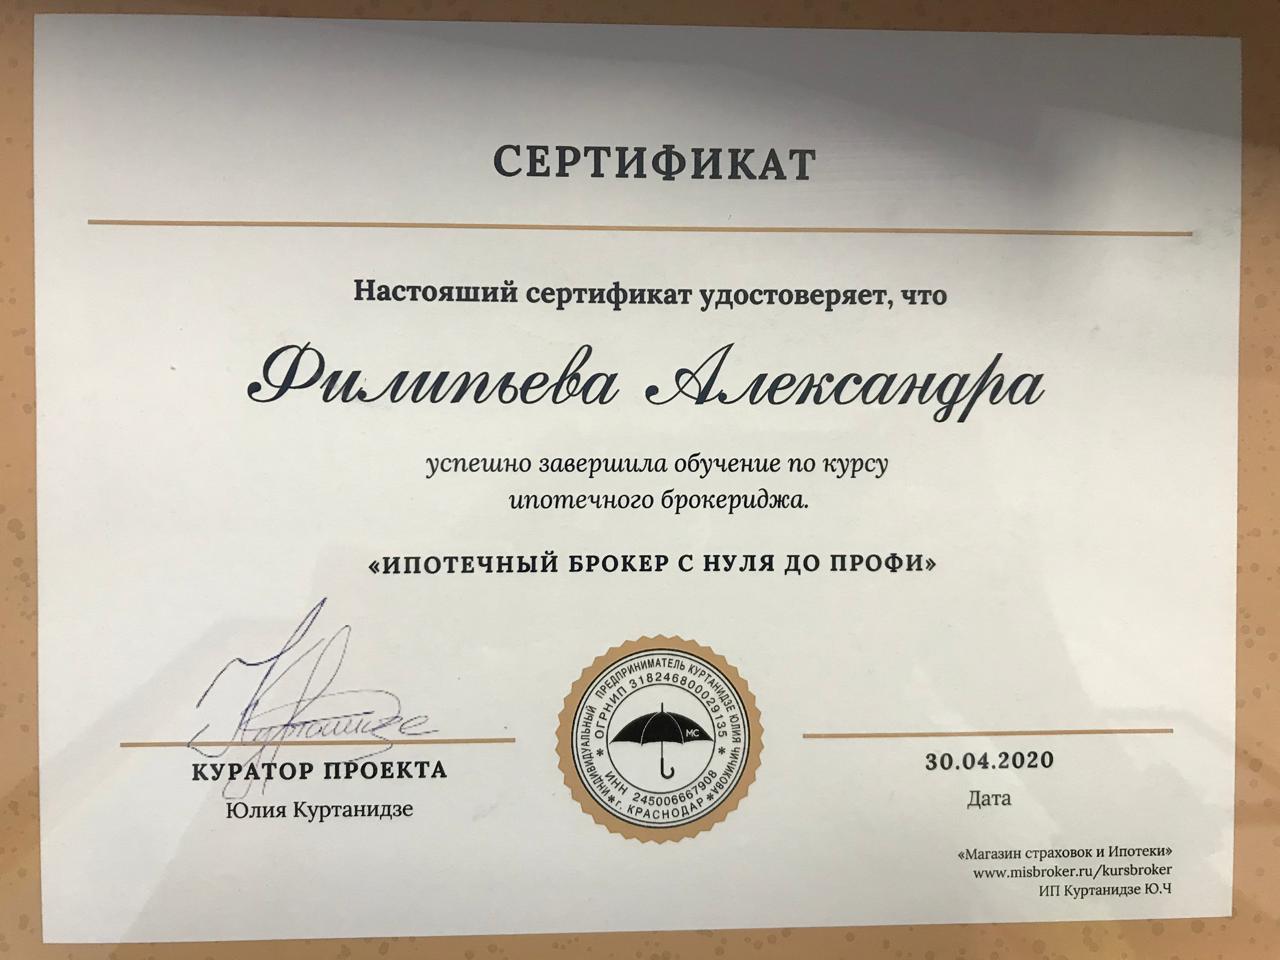 СЕРТИФИКАТ
Настояший сертификат удостоверяет, что
Филипьева Александра
успешно завершила обучение по курсу
ипотечного брокериджа.
«ИПОТЕЧНЫЙ БРОКЕР С НУЛЯ ДО ПРОФИ»
Куртанидзе
КУРАТОР ПРОЕКТА
Юлия Куртанидзе
ИНДИВИДУАЛЬНЫЙ ПРЕДПРИНИМАТЕЛЬ КУРТАНИДЗЕ ЮЛИЯ ЧИЧИКОВНА
* ОГРНИП 318246800029135 *
МС
ИНН 245006667908
* г. КРАСНОДАР *
30.04.2020
Дата
«Магазин страховок и Ипотеки»
www.misbroker.ru/kursbroker
ИП Куртанидзе Ю.Ч